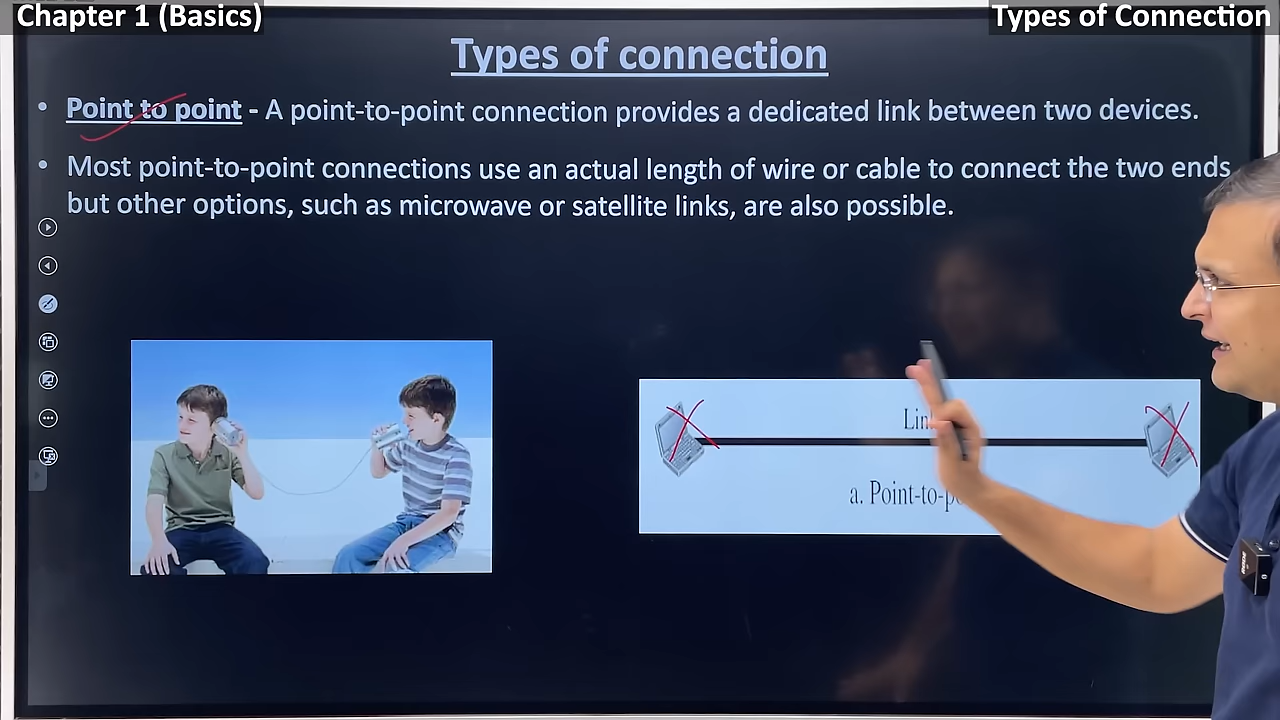 Chapter 1 (Basics)
Types of Connection
Types of connection
• Point to point - A point-to-point connection provides a dedicated link between two devices.
• Most point-to-point connections use an actual length of wire or cable to connect the two ends
but other options, such as microwave or satellite links, are also possible.
a.